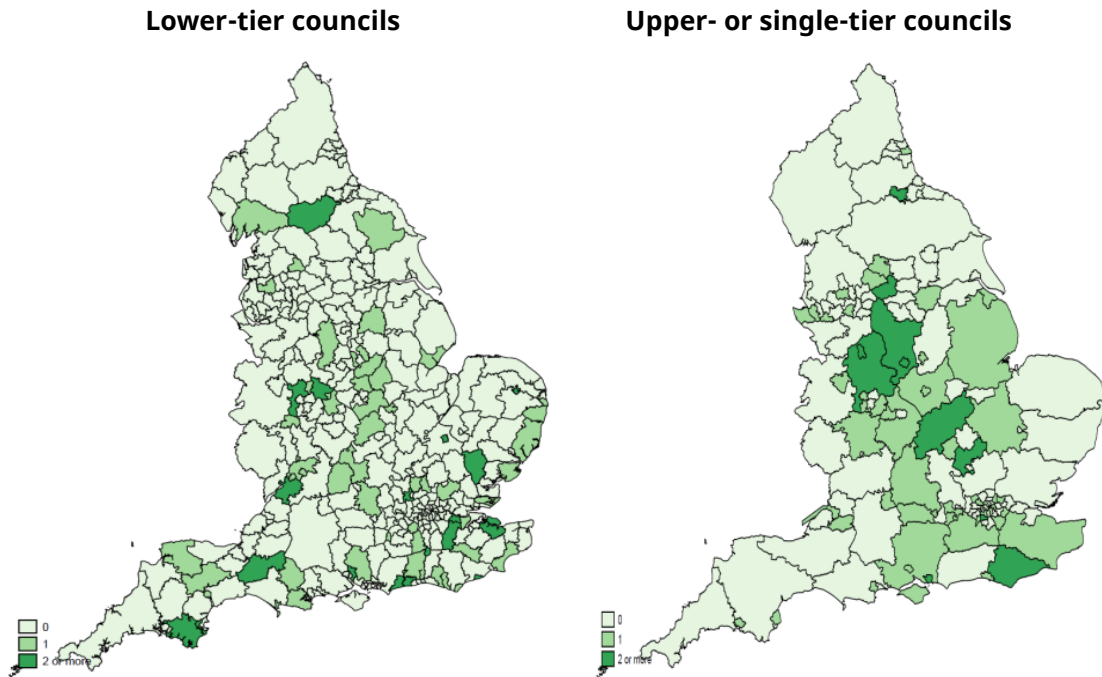 Lower-tier councils
Upper- or single-tier councils
0
1
2 or more
0
1
2 or more